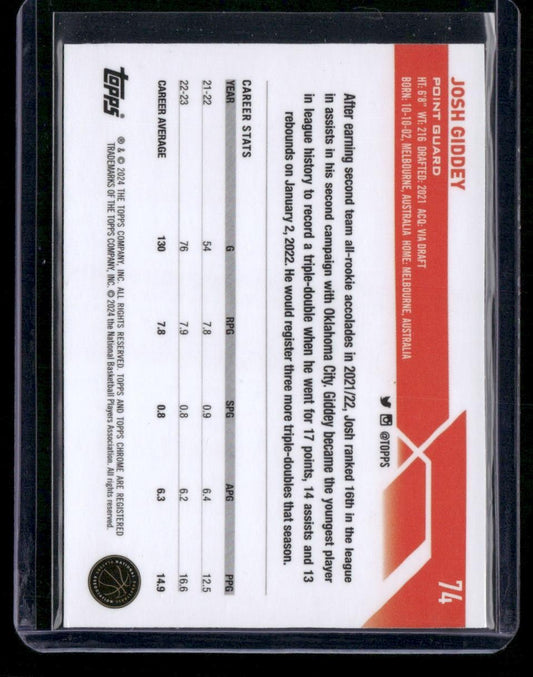 JOSH GIDDEY
74
POINT GUARD
HT: 6'8" WT: 216 DRAFTED: 2021 ACQ: VIA DRAFT
BORN: 10-10-02, MELBOURNE, AUSTRALIA HOME: MELBOURNE, AUSTRALIA
@TOPPS
After earning second team all-rookie accolades in 2021/22, Josh ranked 16th in the league
in assists in his second campaign with Oklahoma City. Giddey became the youngest player
in league history to record a triple-double when he went for 17 points, 14 assists and 13
rebounds on January 2, 2022. He would register three more triple-doubles that season.
CAREER STATS
YEAR G RPG SPG APG PPG
21-22 54 7.8 0.9 6.4 12.5
22-23 76 7.9 0.8 6.2 16.6
CAREER AVERAGE 130 7.8 0.8 6.3 14.9
topps
® & © 2024 THE TOPPS COMPANY, INC. ALL RIGHTS RESERVED. TOPPS AND TOPPS CHROME ARE REGISTERED
TRADEMARKS OF THE TOPPS COMPANY, INC. © 2024 the National Basketball Players Association. All rights reserved.